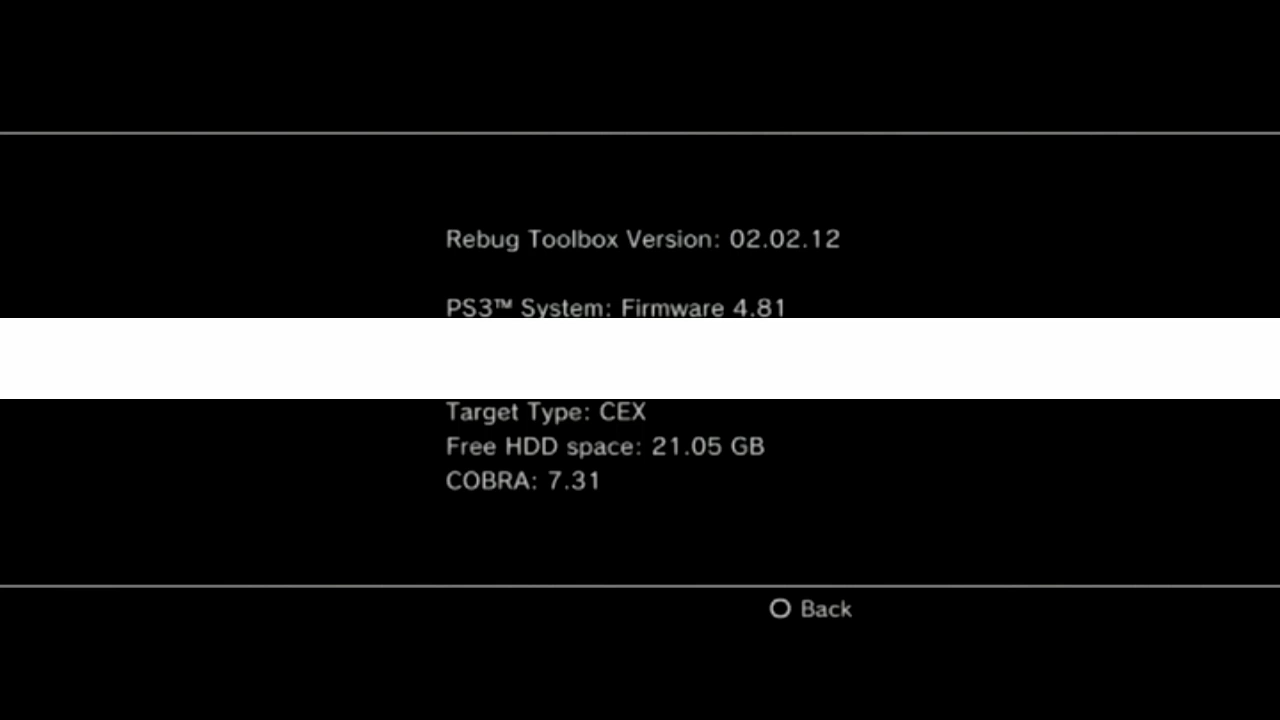 Rebug Toolbox Version: 02.02.12
PS3™ System: Firmware 4.81
Target Type: CEX
Free HDD space: 21.05 GB
COBRA: 7.31
O Back